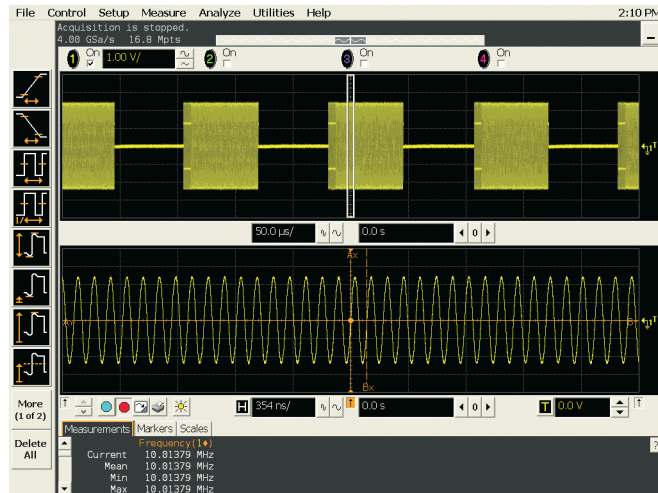 File Control Setup Measure Analyze Utilities Help 2:10 PM
Acquisition is stopped.
4.00 GSa/s 16.8 Mpts
1 On 1.00 V/ 2 On 3 On 4 On
T
50.0 µs/ 0.0 s 0
Ax
Ay B
T
Bx
More
(1 of 2)
Delete
All
T H 354 ns/ T 0.0 s 0 T 0.0 V T
Measurements Markers Scales
Frequency(1♦)
Current 10.01379 MHz
Mean 10.01379 MHz
Min 10.01379 MHz
Max 10.01379 MHz
?